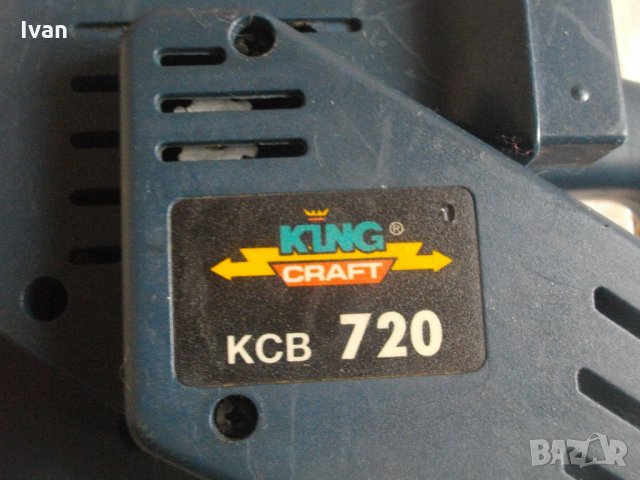 Ivan
KING ®
CRAFT
KCB 720
BAZAR